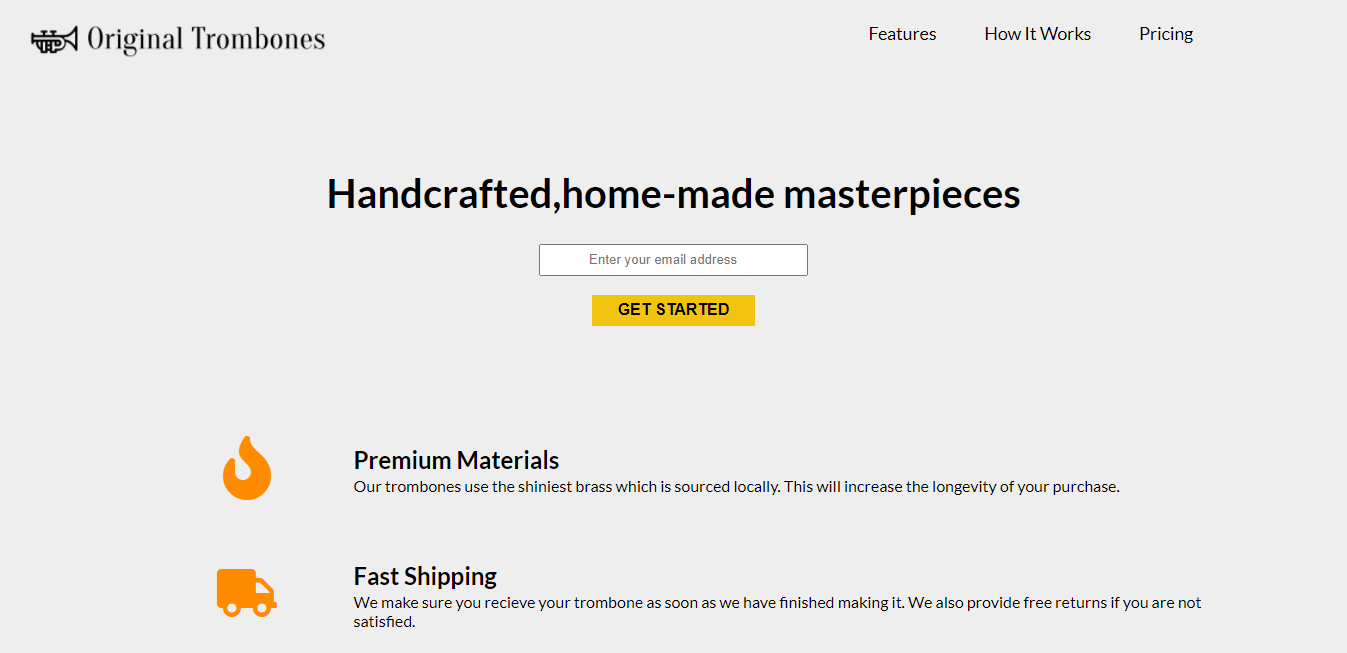 Original Trombones
Features
How It Works
Pricing
Handcrafted,home-made masterpieces
Enter your email address
GET STARTED
Premium Materials
Our trombones use the shiniest brass which is sourced locally. This will increase the longevity of your purchase.
Fast Shipping
We make sure you recieve your trombone as soon as we have finished making it. We also provide free returns if you are not
satisfied.